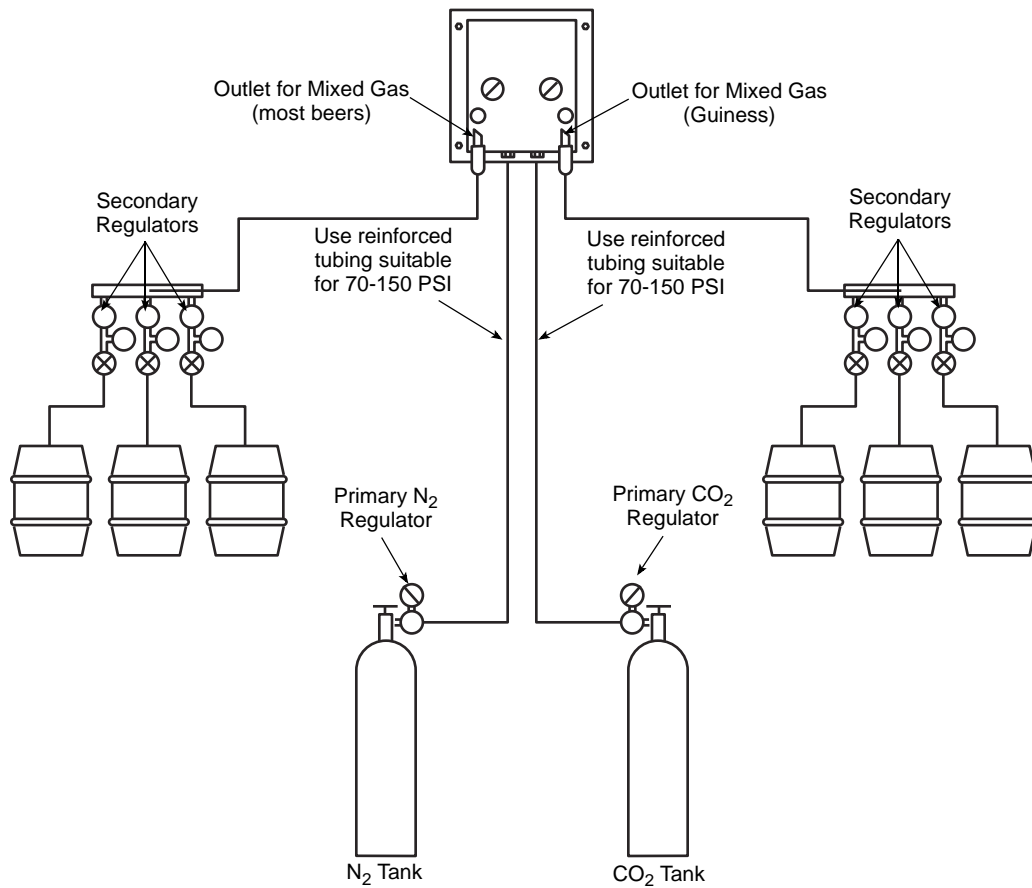 Outlet for Mixed Gas
(most beers)
Outlet for Mixed Gas
(Guiness)
Secondary
Regulators
Secondary
Regulators
Use reinforced
tubing suitable
for 70-150 PSI
Use reinforced
tubing suitable
for 70-150 PSI
Primary N₂
Regulator
Primary CO₂
Regulator
N₂ Tank
CO₂ Tank